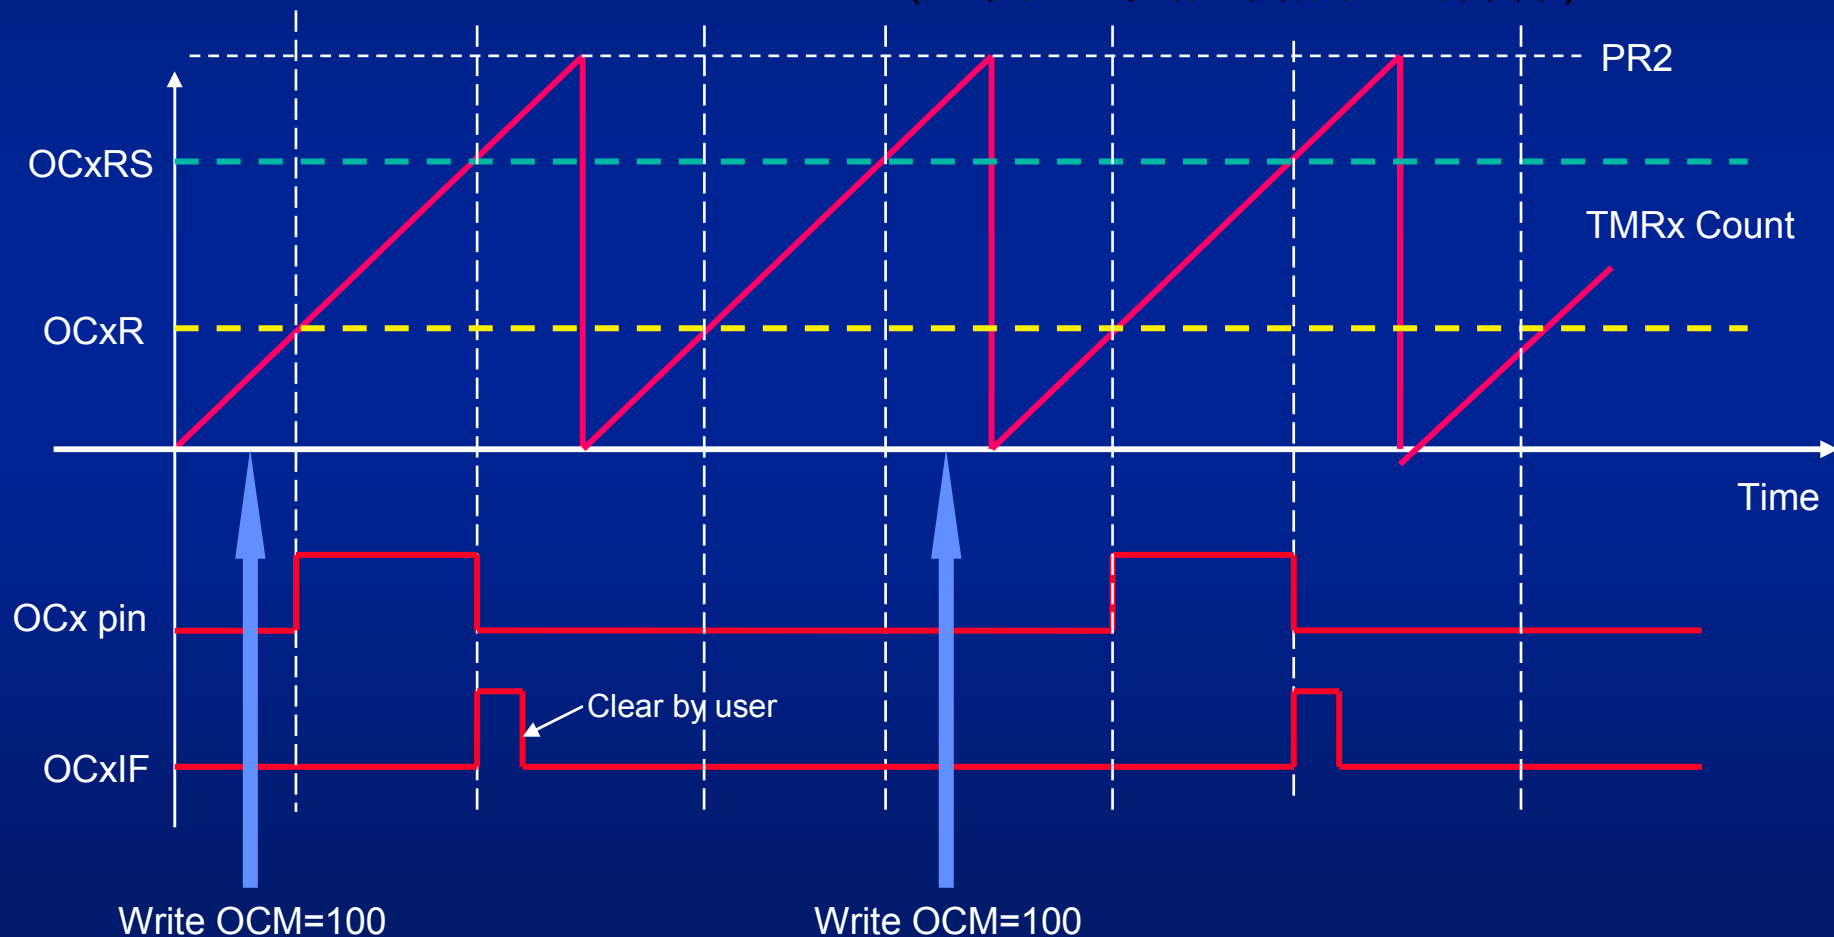 PR2
OCxRS
TMRx Count
OCxR
Time
OCx pin
Clear by user
OCxIF
Write OCM=100
Write OCM=100